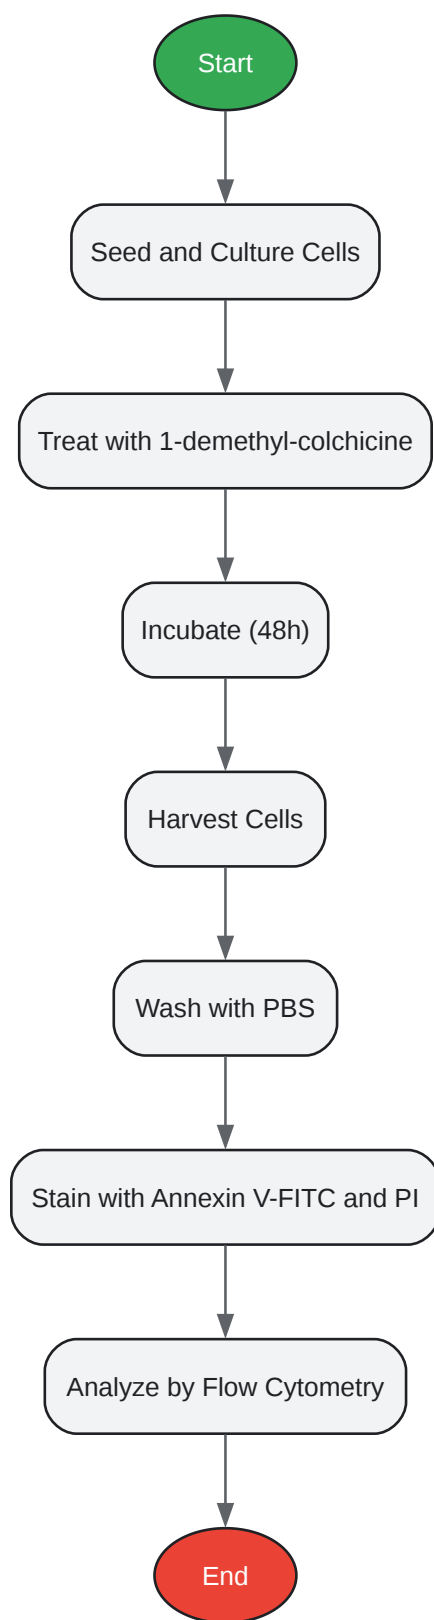 Start
Seed and Culture Cells
Treat with 1-demethyl-colchicine
Incubate (48h)
Harvest Cells
Wash with PBS
Stain with Annexin V-FITC and PI
Analyze by Flow Cytometry
End